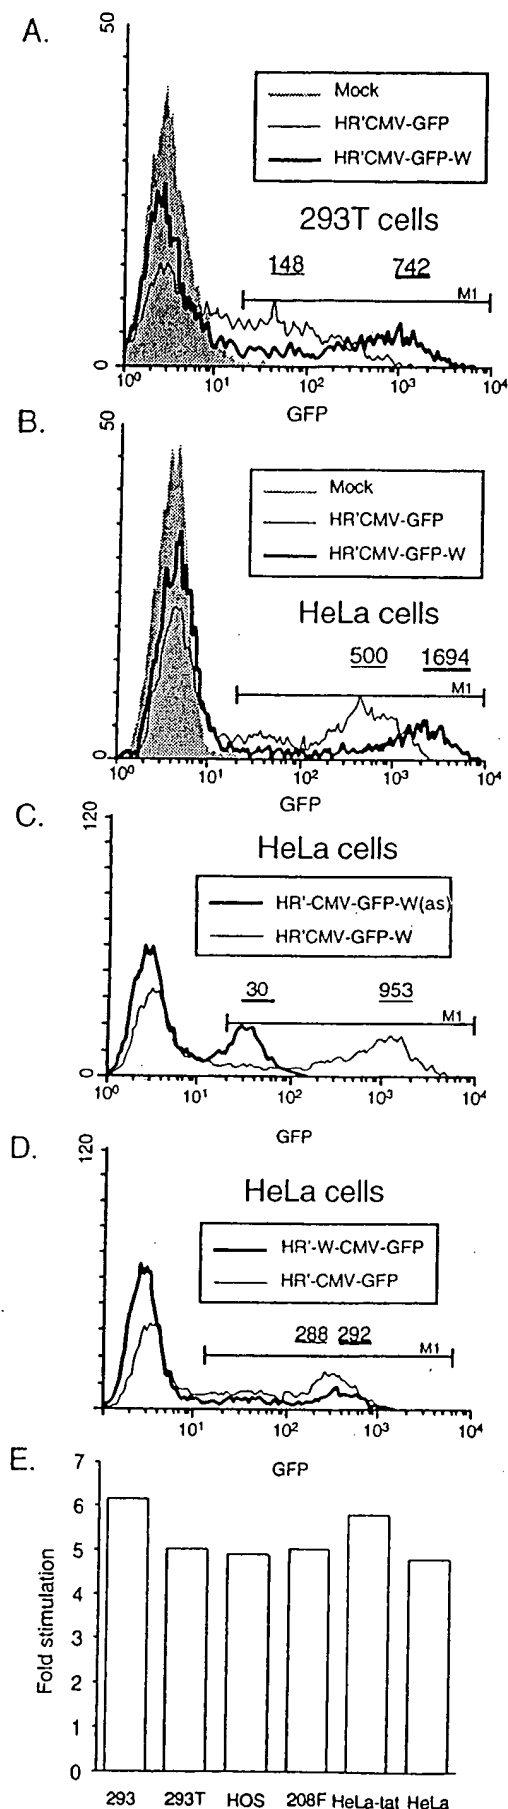 A.
50
Mock
HR'CMV-GFP
HR'CMV-GFP-W
293T cells
148 742
M1
0
10⁰ 10¹ 10² 10³ 10⁴
GFP
B.
50
Mock
HR'CMV-GFP
HR'CMV-GFP-W
HeLa cells
500 1694
M1
0
10⁰ 10¹ 10² 10³ 10⁴
GFP
C.
120
HeLa cells
HR'-CMV-GFP-W(as)
HR'CMV-GFP-W
30 953
M1
0
10⁰ 10¹ 10² 10³ 10⁴
GFP
D.
120
HeLa cells
HR'-W-CMV-GFP
HR'-CMV-GFP
288 292
M1
10¹ 10² 10³ 10⁴
GFP
E.
7
6
5
4
3
2
1
0
Fold stimulation
293 293T HOS 208F HeLa-tat HeLa